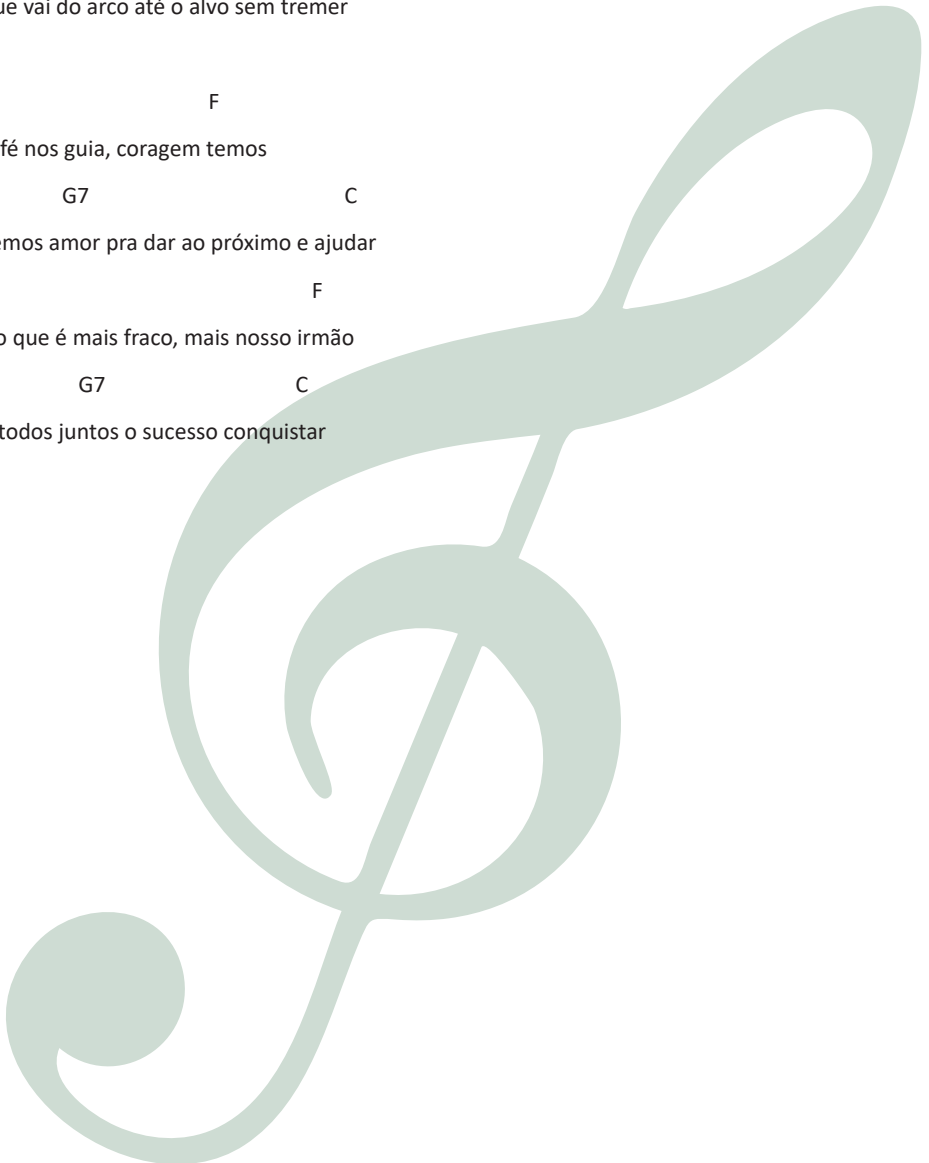 ue vai do arco até o alvo sem tremer
F
fé nos guia, coragem temos
G7 C
emos amor pra dar ao próximo e ajudar
F
o que é mais fraco, mais nosso irmão
G7 C
todos juntos o sucesso conquistar